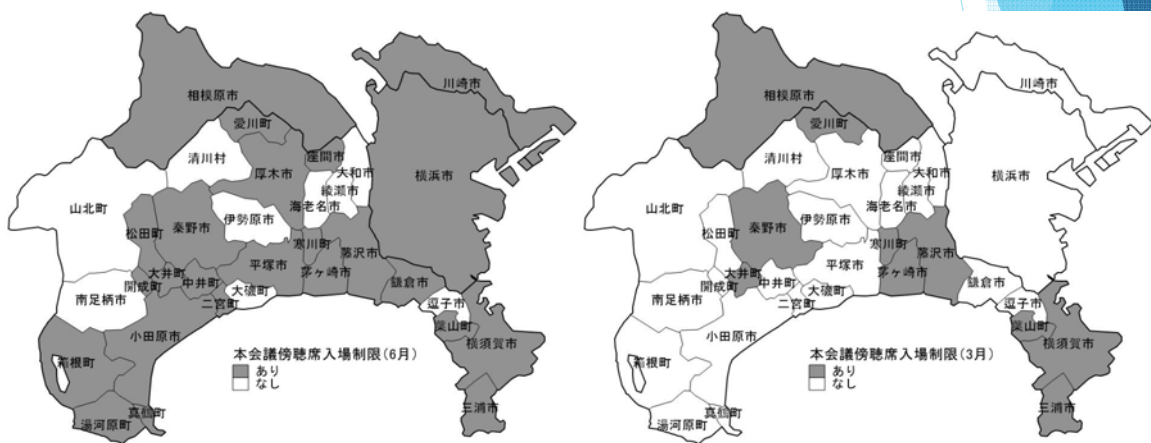 川崎市
相模原市
愛川町
座間市
清川村
厚木市
大和市
横浜市
綾瀬市
海老名市
山北町
秦野市
伊勢原市
松田町
寒川町
藤沢市
大井町
平塚市
茅ヶ崎市
開成町
中井町
鎌倉市
南足柄市
大磯町
二宮町
逗子市
小田原市
葉山町
横須賀市
箱根町
本会議傍聴席入場制限(6月)
あり
なし
三浦市
真鶴町
湯河原町
川崎市
相模原市
愛川町
座間市
清川村
厚木市
大和市
横浜市
綾瀬市
海老名市
山北町
秦野市
伊勢原市
松田町
寒川町
藤沢市
大井町
平塚市
茅ヶ崎市
開成町
中井町
鎌倉市
南足柄市
大磯町
二宮町
逗子市
小田原市
葉山町
横須賀市
箱根町
本会議傍聴席入場制限(3月)
あり
なし
三浦市
真鶴町
湯河原町